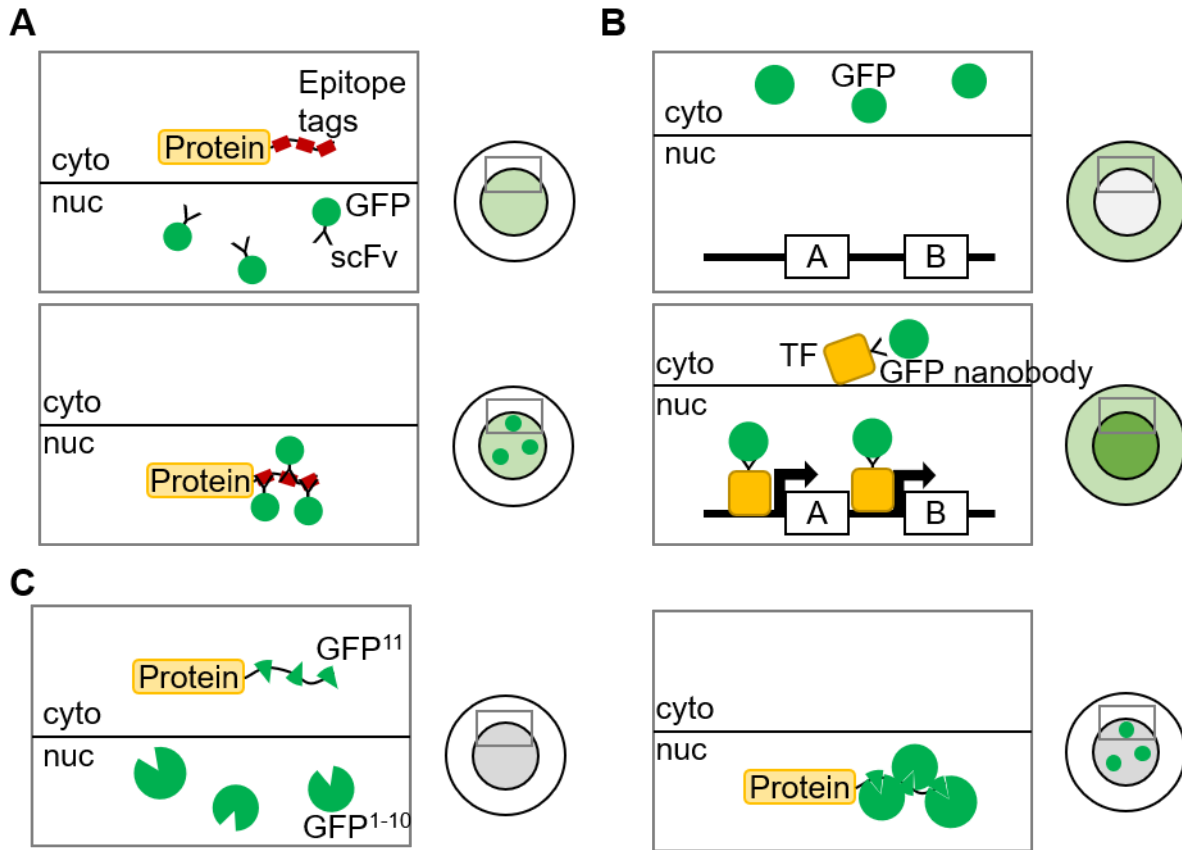 A
Epitope
tags
Protein
cyto
nuc
GFP
scFv
cyto
nuc
Protein
B
GFP
cyto
nuc
A B
TF
GFP nanobody
cyto
nuc
A B
C
GFP¹¹
Protein
cyto
nuc
GFP¹⁻¹⁰
cyto
nuc
Protein